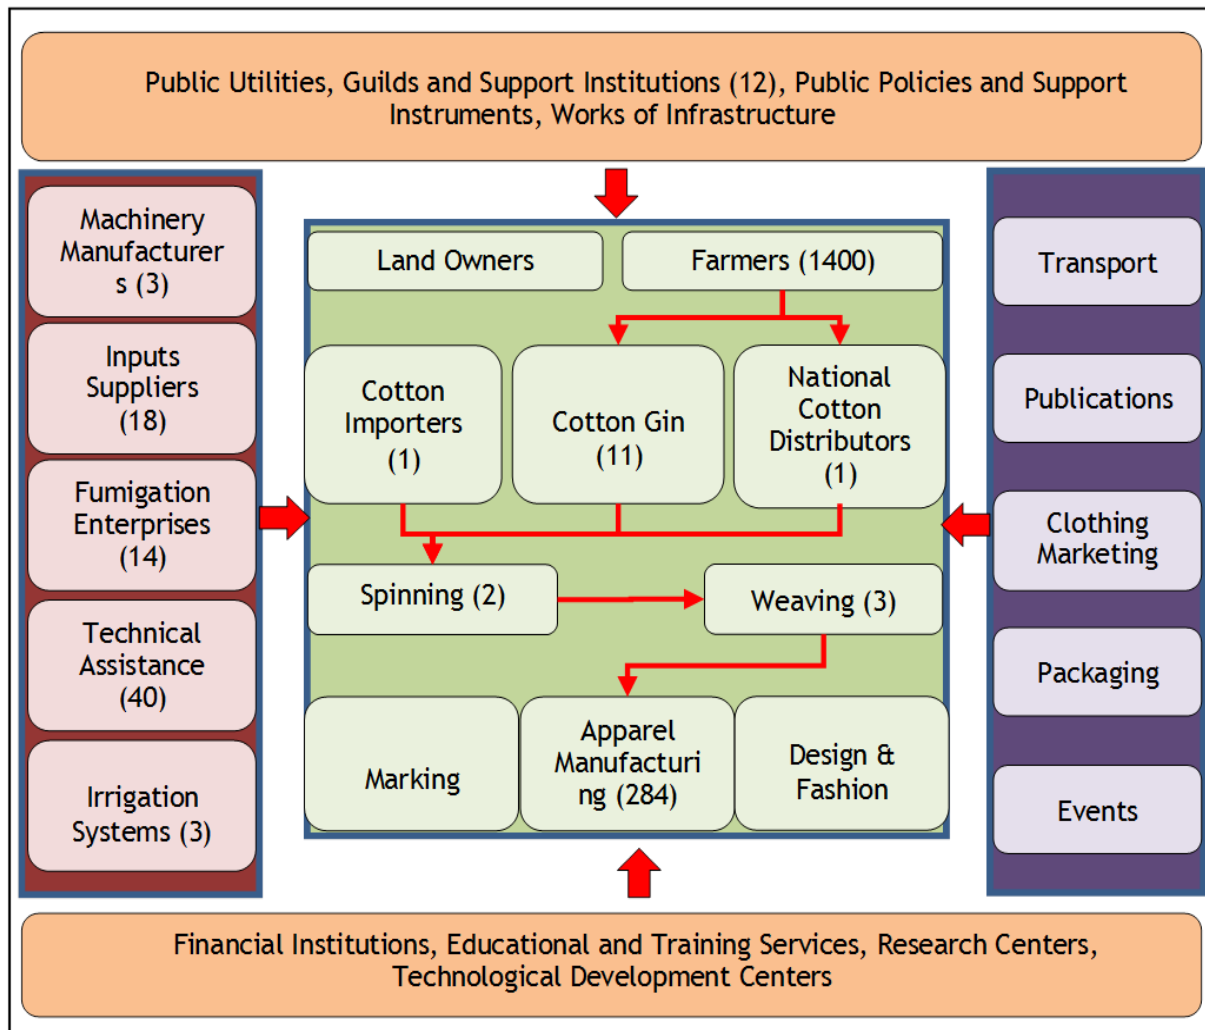 Public Utilities, Guilds and Support Institutions (12), Public Policies and Support
Instruments, Works of Infrastructure
Machinery
Manufacturer
s (3)
Inputs
Suppliers
(18)
Fumigation
Enterprises
(14)
Technical
Assistance
(40)
Irrigation
Systems (3)
Land Owners
Farmers (1400)
Cotton
Importers
(1)
Cotton Gin
(11)
National
Cotton
Distributors
(1)
Spinning (2)
Weaving (3)
Marking
Apparel
Manufacturi
ng (284)
Design &
Fashion
Transport
Publications
Clothing
Marketing
Packaging
Events
Financial Institutions, Educational and Training Services, Research Centers,
Technological Development Centers